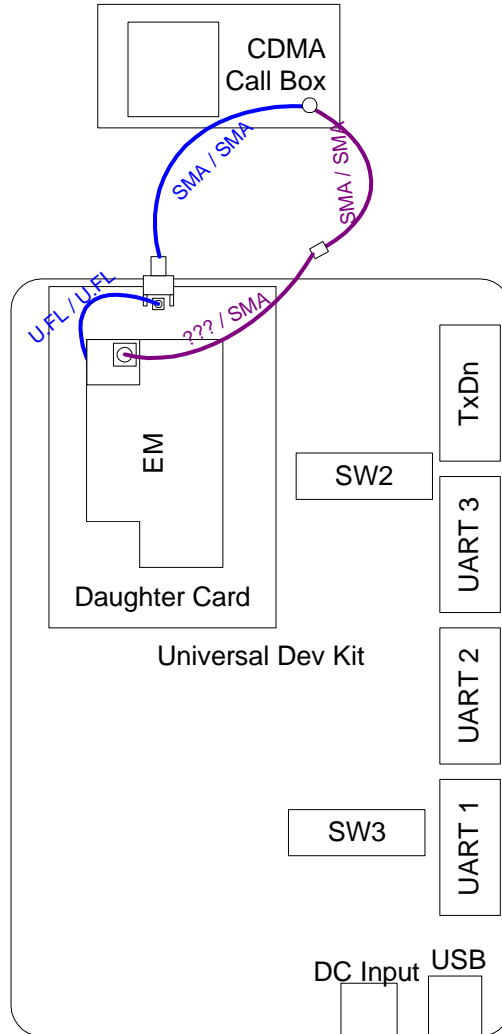 CDMA
Call Box
SMA / SMA
SMA / SMA
U.FL / U.FL
??? / SMA
TxDn
EM
SW2
UART 3
Daughter Card
Universal Dev Kit
UART 2
SW3
UART 1
DC Input
USB